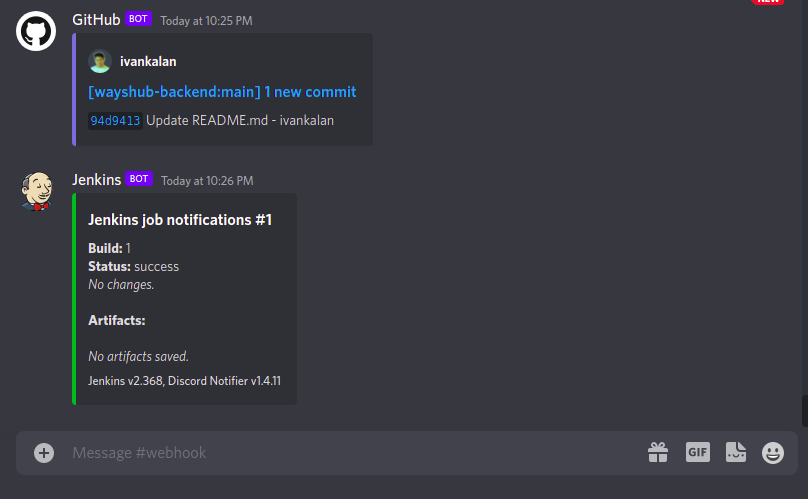 NEW
GitHub BOT Today at 10:25 PM
ivankalan
[wayshub-backend:main] 1 new commit
94d9413 Update README.md - ivankalan
Jenkins BOT Today at 10:26 PM
Jenkins job notifications #1
Build: 1
Status: success
No changes.
Artifacts:
No artifacts saved.
Jenkins v2.368, Discord Notifier v1.4.11
Message #webhook
GIF